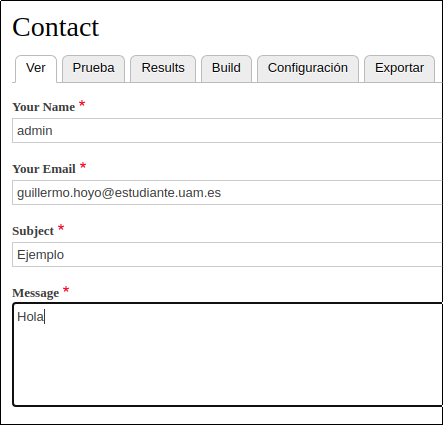 Contact
Ver Prueba Results Build Configuración Exportar
Your Name *
admin
Your Email *
guillermo.hoyo@estudiante.uam.es
Subject *
Ejemplo
Message *
Hola